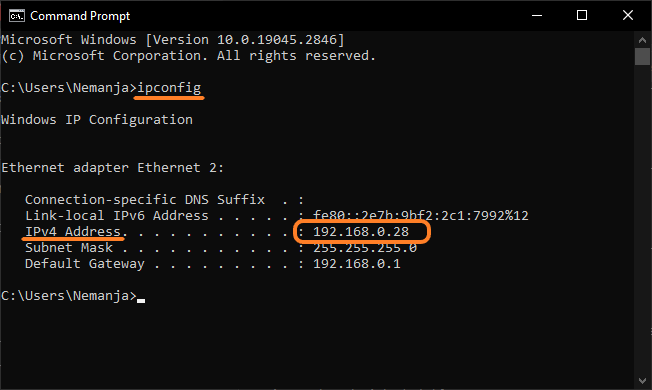 Command Prompt
Microsoft Windows [Version 10.0.19045.2846]
(c) Microsoft Corporation. All rights reserved.
C:\Users\Nemanja>ipconfig
Windows IP Configuration
Ethernet adapter Ethernet 2:
Connection-specific DNS Suffix  . :
Link-local IPv6 Address . . . . . : fe80::2e7b:9bf2:2c1:7992%12
IPv4 Address. . . . . . . . . . . : 192.168.0.28
Subnet Mask . . . . . . . . . . . : 255.255.255.0
Default Gateway . . . . . . . . . : 192.168.0.1
C:\Users\Nemanja>